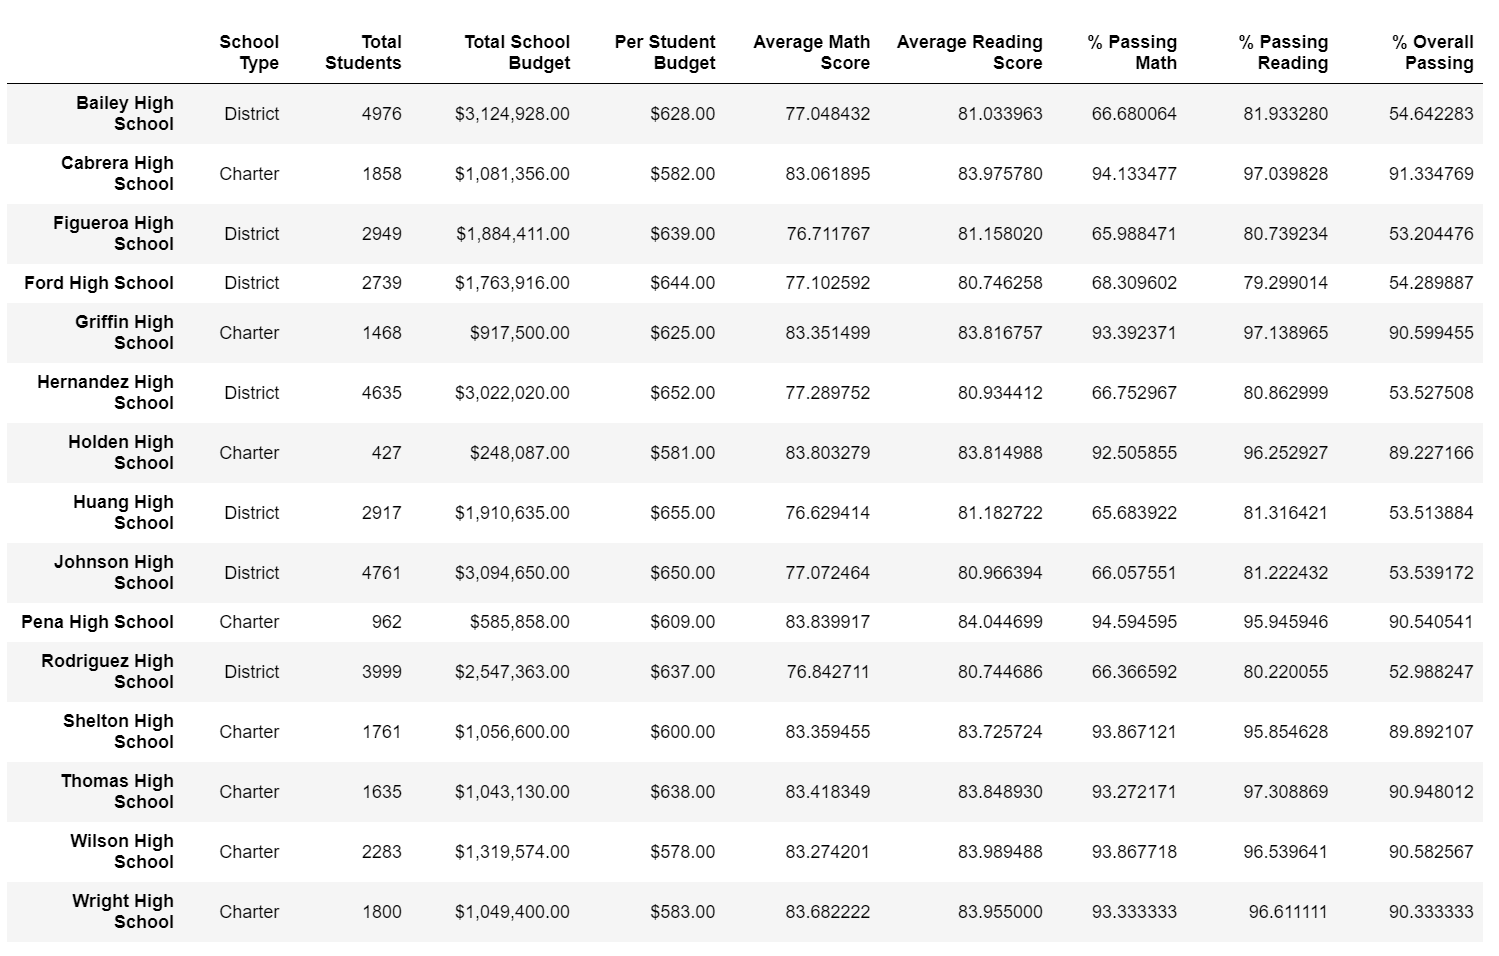 School Type Total Students Total School Budget Per Student Budget Average Math Score Average Reading Score % Passing Math % Passing Reading % Overall Passing
Bailey High School District 4976 $3,124,928.00 $628.00 77.048432 81.033963 66.680064 81.933280 54.642283
Cabrera High School Charter 1858 $1,081,356.00 $582.00 83.061895 83.975780 94.133477 97.039828 91.334769
Figueroa High School District 2949 $1,884,411.00 $639.00 76.711767 81.158020 65.988471 80.739234 53.204476
Ford High School District 2739 $1,763,916.00 $644.00 77.102592 80.746258 68.309602 79.299014 54.289887
Griffin High School Charter 1468 $917,500.00 $625.00 83.351499 83.816757 93.392371 97.138965 90.599455
Hernandez High School District 4635 $3,022,020.00 $652.00 77.289752 80.934412 66.752967 80.862999 53.527508
Holden High School Charter 427 $248,087.00 $581.00 83.803279 83.814988 92.505855 96.252927 89.227166
Huang High School District 2917 $1,910,635.00 $655.00 76.629414 81.182722 65.683922 81.316421 53.513884
Johnson High School District 4761 $3,094,650.00 $650.00 77.072464 80.966394 66.057551 81.222432 53.539172
Pena High School Charter 962 $585,858.00 $609.00 83.839917 84.044699 94.594595 95.945946 90.540541
Rodriguez High School District 3999 $2,547,363.00 $637.00 76.842711 80.744686 66.366592 80.220055 52.988247
Shelton High School Charter 1761 $1,056,600.00 $600.00 83.359455 83.725724 93.867121 95.854628 89.892107
Thomas High School Charter 1635 $1,043,130.00 $638.00 83.418349 83.848930 93.272171 97.308869 90.948012
Wilson High School Charter 2283 $1,319,574.00 $578.00 83.274201 83.989488 93.867718 96.539641 90.582567
Wright High School Charter 1800 $1,049,400.00 $583.00 83.682222 83.955000 93.333333 96.611111 90.333333